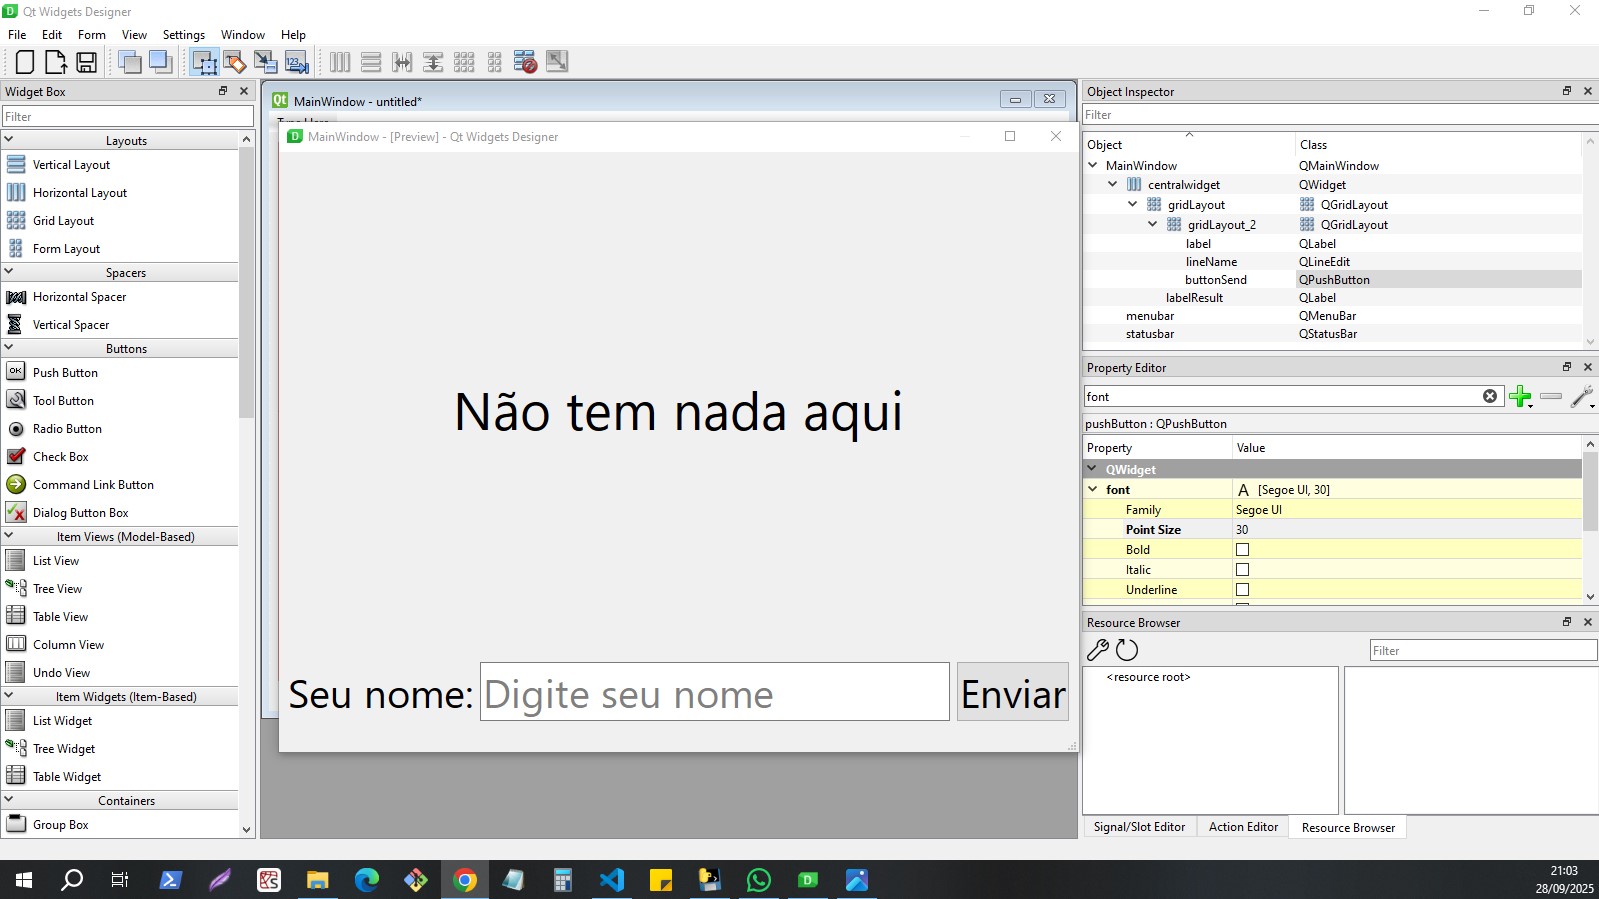 Qt Widgets Designer
File Edit Form View Settings Window Help
Widget Box
Filter
Layouts
Vertical Layout
Horizontal Layout
Grid Layout
Form Layout
Spacers
Horizontal Spacer
Vertical Spacer
Buttons
Push Button
Tool Button
Radio Button
Check Box
Command Link Button
Dialog Button Box
Item Views (Model-Based)
List View
Tree View
Table View
Column View
Undo View
Item Widgets (Item-Based)
List Widget
Tree Widget
Table Widget
Containers
Group Box
MainWindow - untitled*
MainWindow - [Preview] - Qt Widgets Designer
Não tem nada aqui
Seu nome: Digite seu nome Enviar
Object Inspector
Filter
Object Class
MainWindow QMainWindow
centralwidget QWidget
gridLayout QGridLayout
gridLayout_2 QGridLayout
label QLabel
lineName QLineEdit
buttonSend QPushButton
labelResult QLabel
menubar QMenuBar
statusbar QStatusBar
Property Editor
font
pushButton : QPushButton
Property Value
QWidget
font A [Segoe UI, 30]
Family Segoe UI
Point Size 30
Bold
Italic
Underline
Resource Browser
Filter
<resource root>
Signal/Slot Editor Action Editor Resource Browser
21:03
28/09/2025